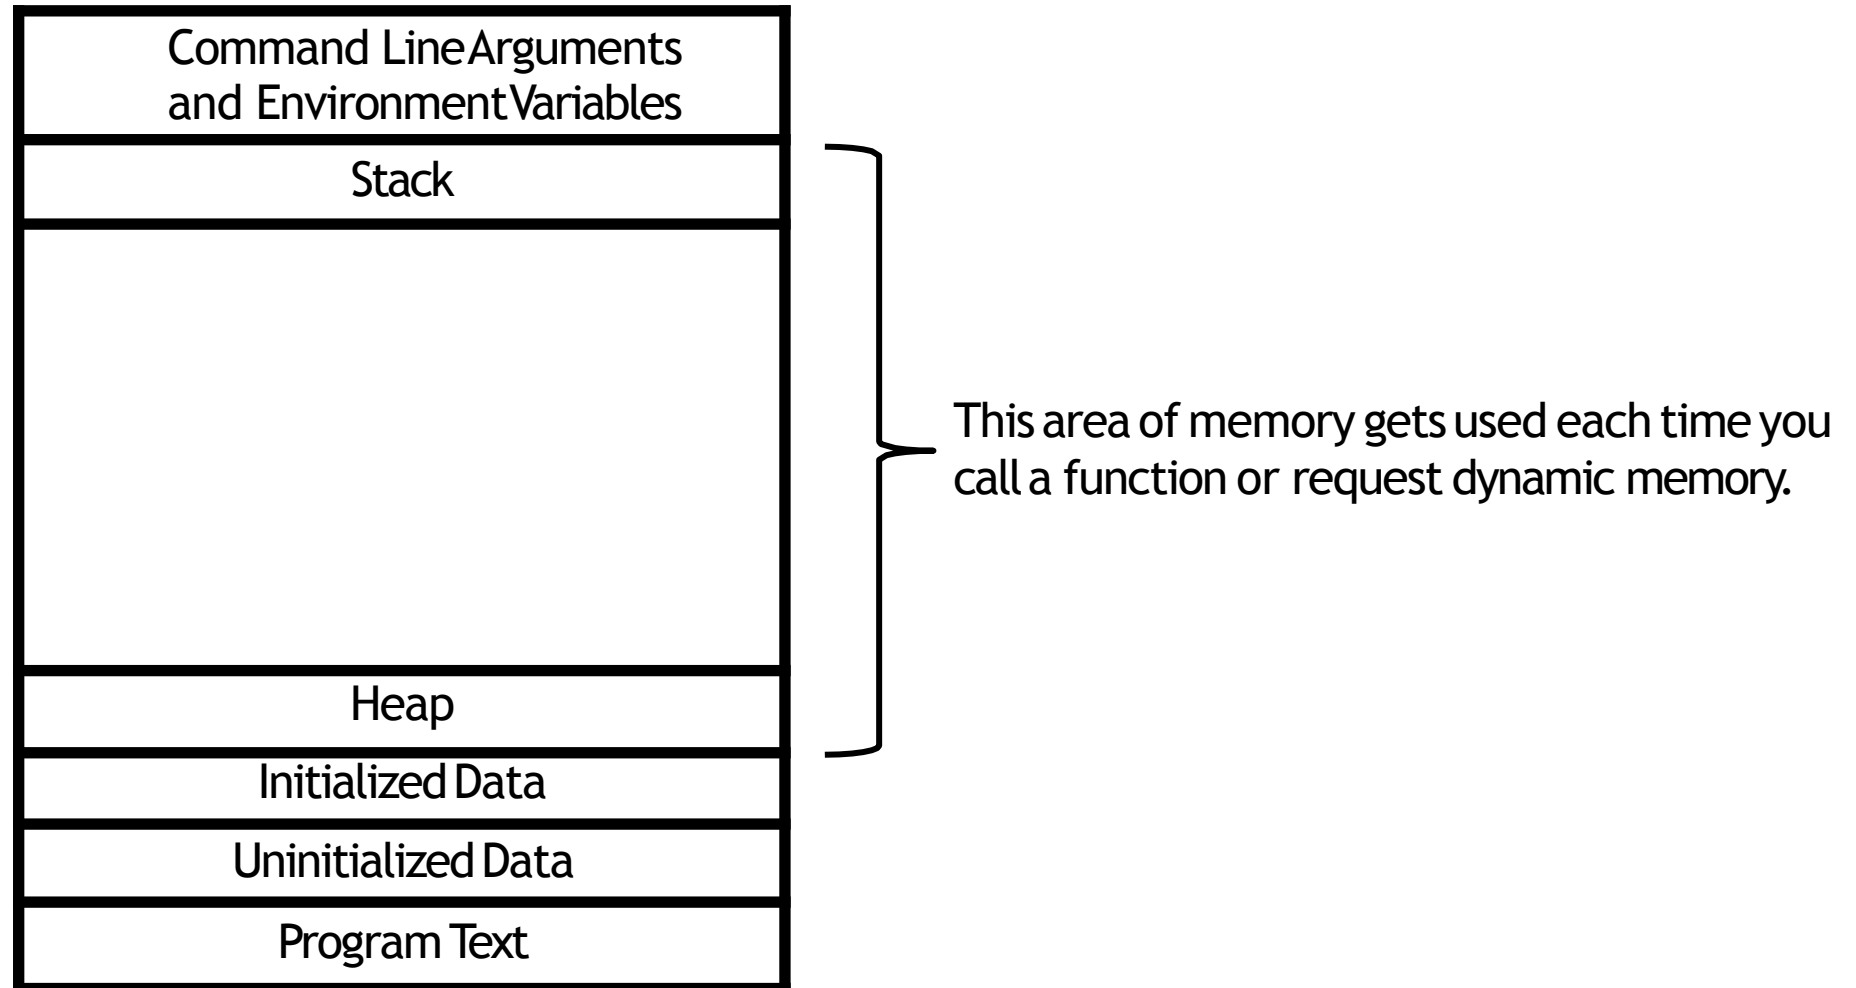 Command Line Arguments
and Environment Variables
Stack
This area of memory gets used each time you
call a function or request dynamic memory.
Heap
Initialized Data
Uninitialized Data
Program Text